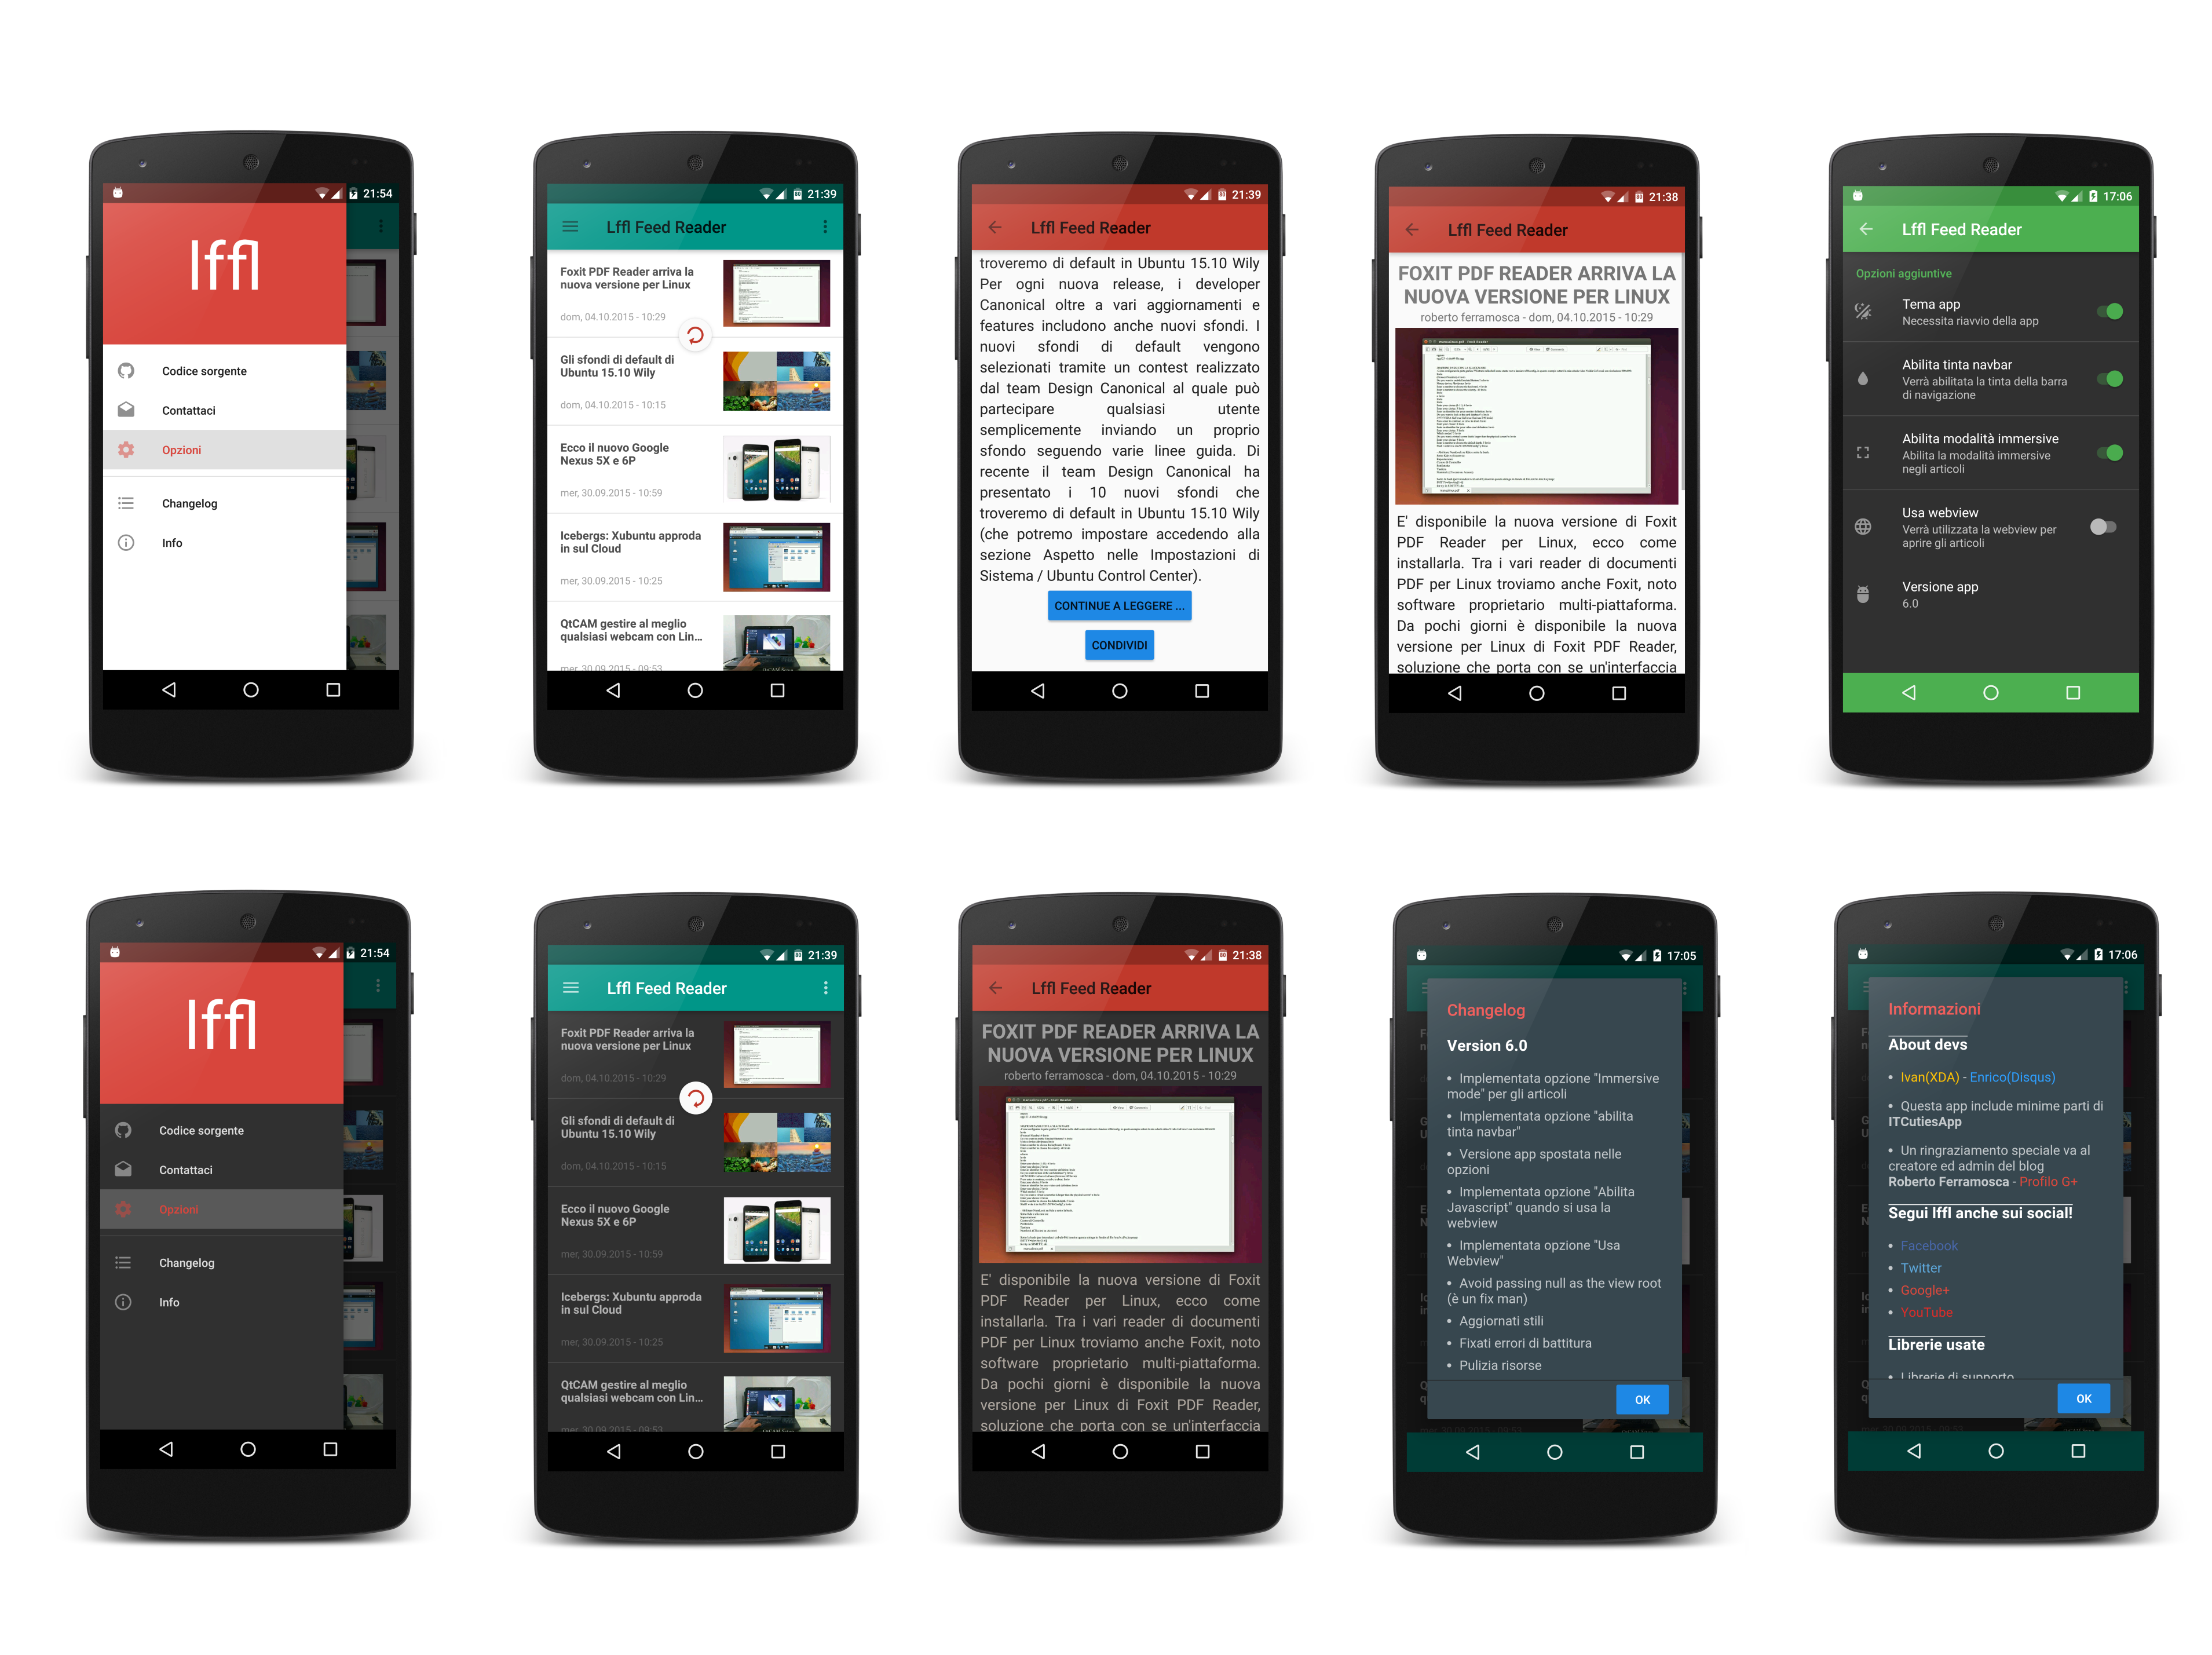 21:54
lffl
Codice sorgente
Contattaci
Opzioni
Changelog
Info
21:39
Lffl Feed Reader
Foxit PDF Reader arriva la
nuova versione per Linux
dom, 04.10.2015 - 10:29
Gli sfondi di default di
Ubuntu 15.10 Wily
dom, 04.10.2015 - 10:15
Ecco il nuovo Google
Nexus 5X e 6P
mer, 30.09.2015 - 10:59
Icebergs: Xubuntu approda
in sul Cloud
mer, 30.09.2015 - 10:25
QtCAM gestire al meglio
qualsiasi webcam con Lin...
mer, 30.09.2015 - 09:53
21:39
Lffl Feed Reader
troveremo di default in Ubuntu 15.10 Wily
Per ogni nuova release, i developer
Canonical oltre a vari aggiornamenti e
features includono anche nuovi sfondi. I
nuovi sfondi di default vengono
selezionati tramite un contest realizzato
dal team Design Canonical al quale può
partecipare qualsiasi utente
semplicemente inviando un proprio
sfondo seguendo varie linee guida. Di
recente il team Design Canonical ha
presentato i 10 nuovi sfondi che
troveremo di default in Ubuntu 15.10 Wily
(che potremo impostare accedendo alla
sezione Aspetto nelle Impostazioni di
Sistema / Ubuntu Control Center).
CONTINUE A LEGGERE ...
CONDIVIDI
21:38
Lffl Feed Reader
FOXIT PDF READER ARRIVA LA
NUOVA VERSIONE PER LINUX
roberto ferramosca - dom, 04.10.2015 - 10:29
E' disponibile la nuova versione di Foxit
PDF Reader per Linux, ecco come
installarla. Tra i vari reader di documenti
PDF per Linux troviamo anche Foxit, noto
software proprietario multi-piattaforma.
Da pochi giorni è disponibile la nuova
versione per Linux di Foxit PDF Reader,
soluzione che porta con se un'interfaccia
17:06
Lffl Feed Reader
Opzioni aggiuntive
Tema app
Necessita riavvio della app
Abilita tinta navbar
Verrà abilitata la tinta della barra
di navigazione
Abilita modalità immersive
Abilita la modalità immersive
negli articoli
Usa webview
Verrà utilizzata la webview per
aprire gli articoli
Versione app
6.0
21:54
lffl
Codice sorgente
Contattaci
Opzioni
Changelog
Info
21:39
Lffl Feed Reader
Foxit PDF Reader arriva la
nuova versione per Linux
dom, 04.10.2015 - 10:29
Gli sfondi di default di
Ubuntu 15.10 Wily
dom, 04.10.2015 - 10:15
Ecco il nuovo Google
Nexus 5X e 6P
mer, 30.09.2015 - 10:59
Icebergs: Xubuntu approda
in sul Cloud
mer, 30.09.2015 - 10:25
QtCAM gestire al meglio
qualsiasi webcam con Lin...
mer, 30.09.2015 - 09:53
21:38
Lffl Feed Reader
FOXIT PDF READER ARRIVA LA
NUOVA VERSIONE PER LINUX
roberto ferramosca - dom, 04.10.2015 - 10:29
E' disponibile la nuova versione di Foxit
PDF Reader per Linux, ecco come
installarla. Tra i vari reader di documenti
PDF per Linux troviamo anche Foxit, noto
software proprietario multi-piattaforma.
Da pochi giorni è disponibile la nuova
versione per Linux di Foxit PDF Reader,
soluzione che porta con se un'interfaccia
17:05
Changelog
Version 6.0
• Implementata opzione "Immersive
mode" per gli articoli
• Implementata opzione "abilita
tinta navbar"
• Versione app spostata nelle
opzioni
• Implementata opzione "Abilita
Javascript" quando si usa la
webview
• Implementata opzione "Usa
Webview"
• Avoid passing null as the view root
(è un fix man)
• Aggiornati stili
• Fixati errori di battitura
• Pulizia risorse
OK
17:06
Informazioni
About devs
• Ivan(XDA) - Enrico(Disqus)
• Questa app include minime parti di
ITCutiesApp
• Un ringraziamento speciale va al
creatore ed admin del blog
Roberto Ferramosca - Profilo G+
Segui lffl anche sui social!
• Facebook
• Twitter
• Google+
• YouTube
Librerie usate
• Librerie di supporto
OK